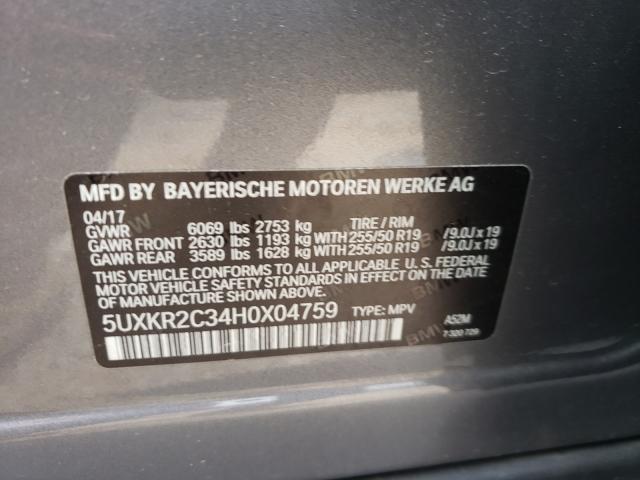 MFD BY BAYERISCHE MOTOREN WERKE AG
04/17 TIRE / RIM
GVWR 6069 lbs 2753 kg
GAWR FRONT 2630 lbs 1193 kg WITH 255/50 R19 /9.0J x 19
GAWR REAR 3589 lbs 1628 kg WITH 255/50 R19 /9.0J x 19
THIS VEHICLE CONFORMS TO ALL APPLICABLE U. S. FEDERAL
MOTOR VEHICLE SAFETY STANDARDS IN EFFECT ON THE DATE
OF MANUFACTURE SHOWN ABOVE.
5UXKR2C34H0X04759 TYPE: MPV A52M
7 320 729